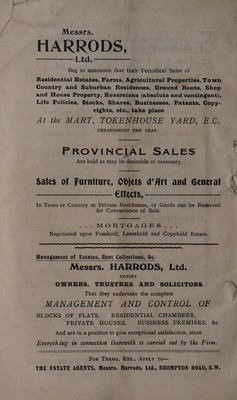 Messrs.
HARRODS,
Ltd.
Beg to announce that their Periodical Sales of
Residential Estates, Farms, Agricultural Properties, Town
Country and Suburban Residences, Ground Rents, Shop
and House Property, Reversions (absolute and contingent),
Life Policies, Stocks, Shares, Businesses, Patents, Copy-
rights, etc., take place
At the MART, TOKENHOUSE YARD, E.C.
THROUGHOUT THE YEAR.
PROVINCIAL SALES
Are held as may be desirable or necessary.
Sales of Furniture, Objets d'Art and General
Effects,
In Town or Country at Private Residences, or Goods can be Removed
for Convenience of Sale.
... MORTGAGES ...
Negotiated upon Freehold, Leasehold and Copyhold Estate.
Management of Estates, Rent Collections, &c.
Messrs. HARRODS, Ltd.
NOTIFY
OWNERS, TRUSTEES AND SOLICITORS
That they undertake the complete
MANAGEMENT AND CONTROL OF
BLOCKS OF FLATS, RESIDENTIAL CHAMBERS,
PRIVATE HOUSES, BUSINESS PREMISES, &c
And are in a position to give exceptional satisfaction, since
Everything in connection therewith is carried out by the Firm.
FOR TERMS, ETC., APPLY TO—
THE ESTATE AGENTS, Messrs. Harrods, Ltd., BROMPTON ROAD, S.W.